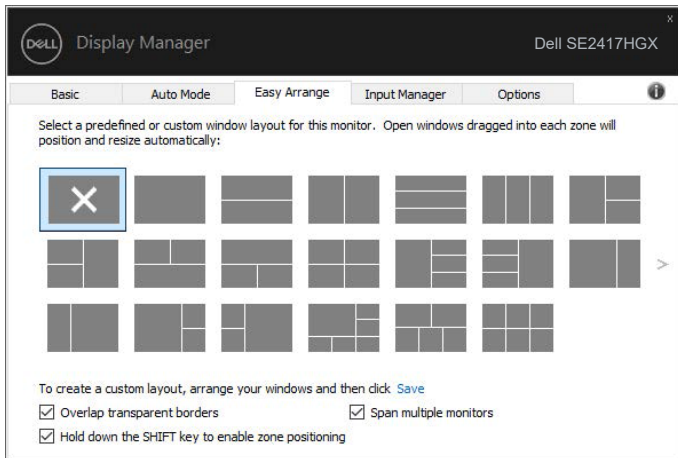 x
DELL Display Manager
Dell SE2417HGX
Basic Auto Mode Easy Arrange Input Manager Options
Select a predefined or custom window layout for this monitor. Open windows dragged into each zone will
position and resize automatically:
To create a custom layout, arrange your windows and then click Save
Overlap transparent borders Span multiple monitors
Hold down the SHIFT key to enable zone positioning